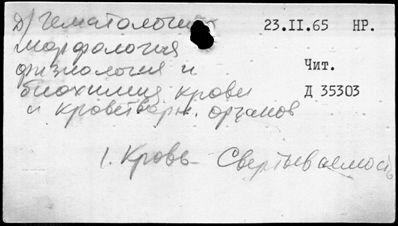 д) гематология
морфология
физиология и
биохимия крови
и кроветворн. органов
23.II.65 НР.
Чит.
Д 35303
1. Кровь - Свертываемость